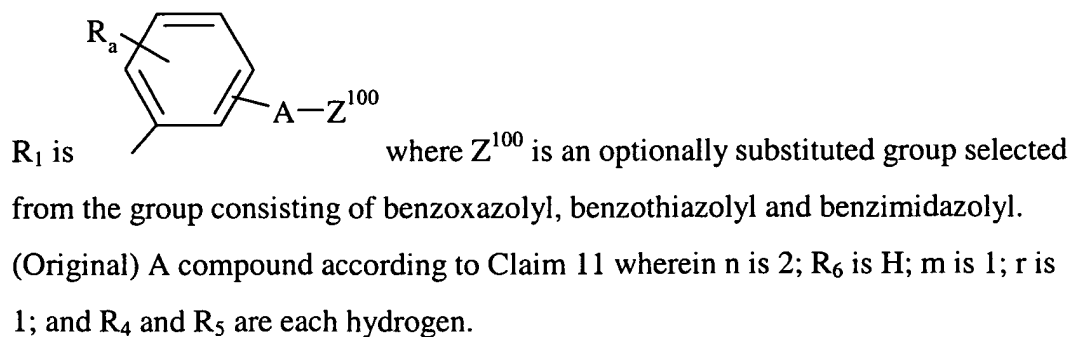 Rₐ
A—Z¹⁰⁰
R₁ is where Z¹⁰⁰ is an optionally substituted group selected
from the group consisting of benzoxazolyl, benzothiazolyl and benzimidazolyl.
(Original) A compound according to Claim 11 wherein n is 2; R₆ is H; m is 1; r is
1; and R₄ and R₅ are each hydrogen.